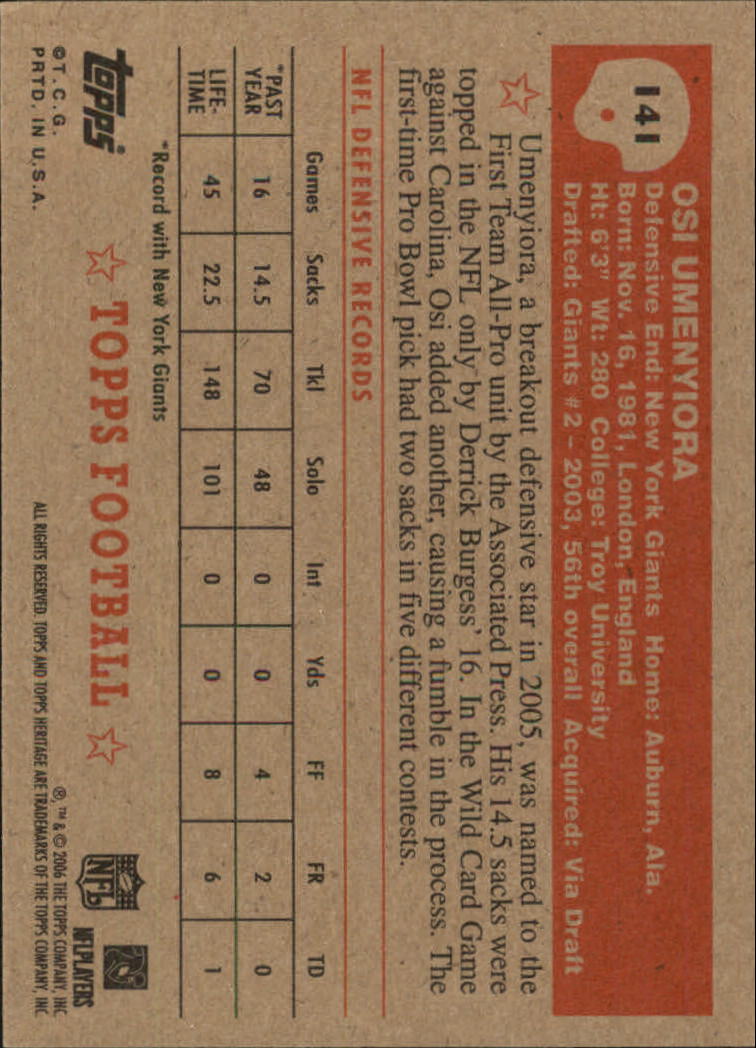 141
OSI UMENYIORA
Defensive End: New York Giants Home: Auburn, Ala.
Born: Nov. 16, 1981, London, England
Ht: 6'3" Wt: 280 College: Troy University
Drafted: Giants #2 - 2003, 56th overall Acquired: Via Draft
Umenyiora, a breakout defensive star in 2005, was named to the
First Team All-Pro unit by the Associated Press. His 14.5 sacks were
topped in the NFL only by Derrick Burgess' 16. In the Wild Card Game
against Carolina, Osi added another, causing a fumble in the process. The
first-time Pro Bowl pick had two sacks in five different contests.
NFL DEFENSIVE RECORDS
Games Sacks Tkl Solo Int Yds FF FR TD
*PAST YEAR 16 14.5 70 48 0 0 4 2 0
LIFE-TIME 45 22.5 148 101 0 0 8 6 1
*Record with New York Giants
topps
TOPPS FOOTBALL
NFL
NFLPLAYERS
©T.C.G.
PRTD. IN U.S.A.
®, ™ & © 2006 THE TOPPS COMPANY, INC
ALL RIGHTS RESERVED. TOPPS AND TOPPS HERITAGE ARE TRADEMARKS OF THE TOPPS COMPANY, INC